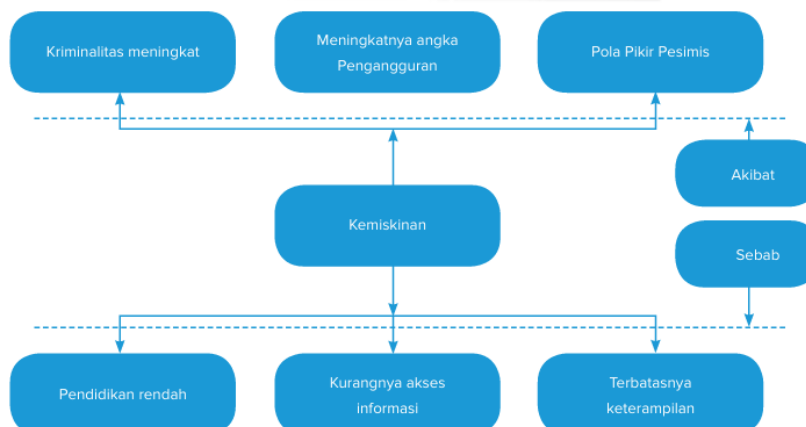 Kriminalitas meningkat
Meningkatnya angka
Pengangguran
Pola Pikir Pesimis
Akibat
Kemiskinan
Sebab
Pendidikan rendah
Kurangnya akses
informasi
Terbatasnya
keterampilan